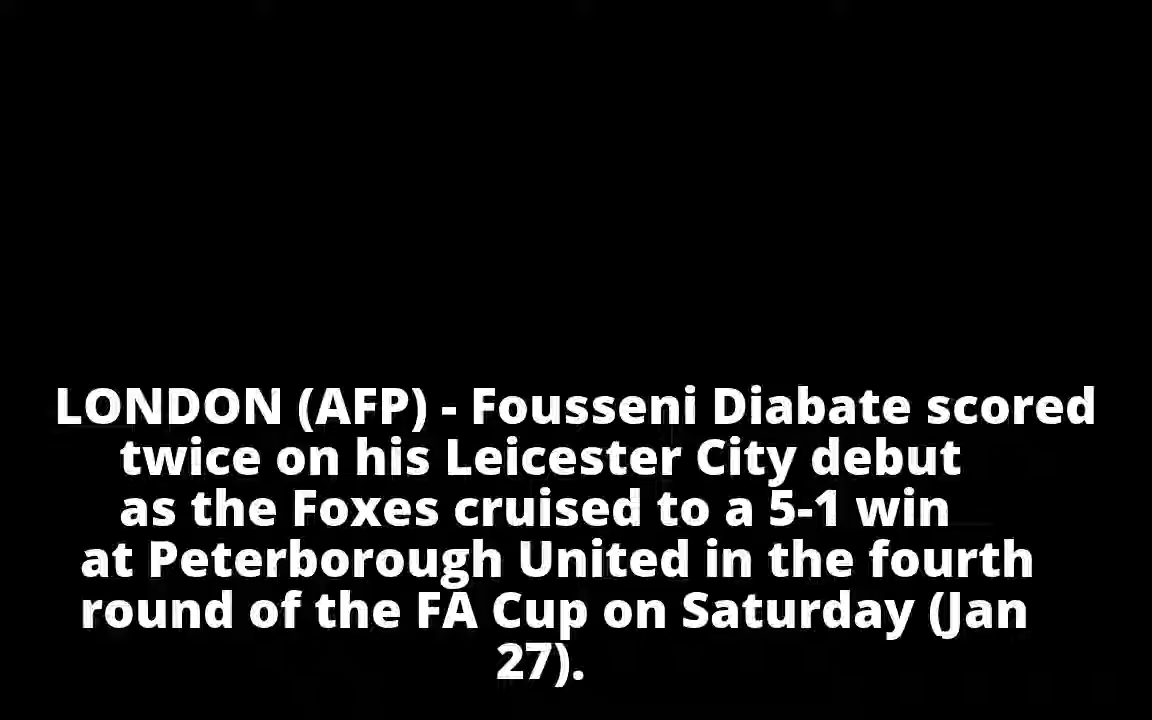 LONDON (AFP) - Fousseni Diabate scored
twice on his Leicester City debut
as the Foxes cruised to a 5-1 win
at Peterborough United in the fourth
round of the FA Cup on Saturday (Jan
27).